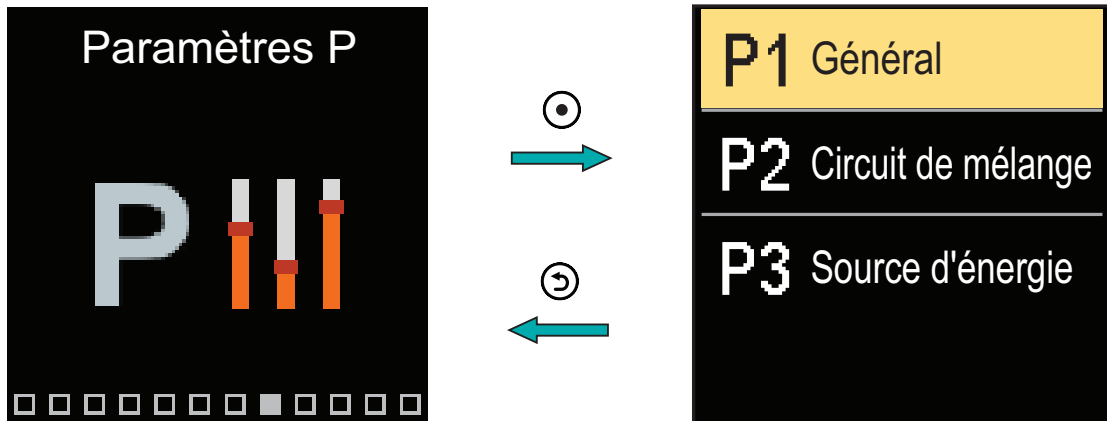 Paramètres P
P
P1 Général
P2 Circuit de mélange
P3 Source d'énergie